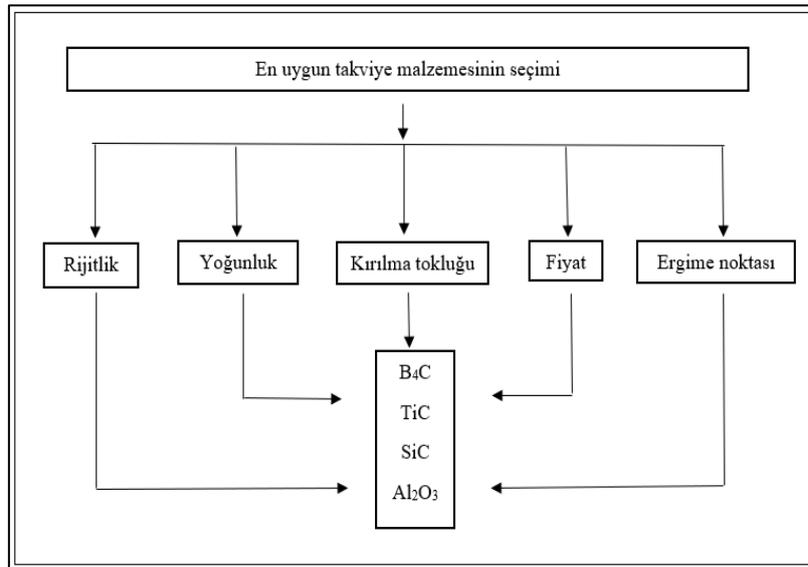 En uygun takviye malzemesinin seçimi
Rijitlik
Yoğunluk
Kırılma tokluğu
Fiyat
Ergime noktası
B₄C
TiC
SiC
Al₂O₃